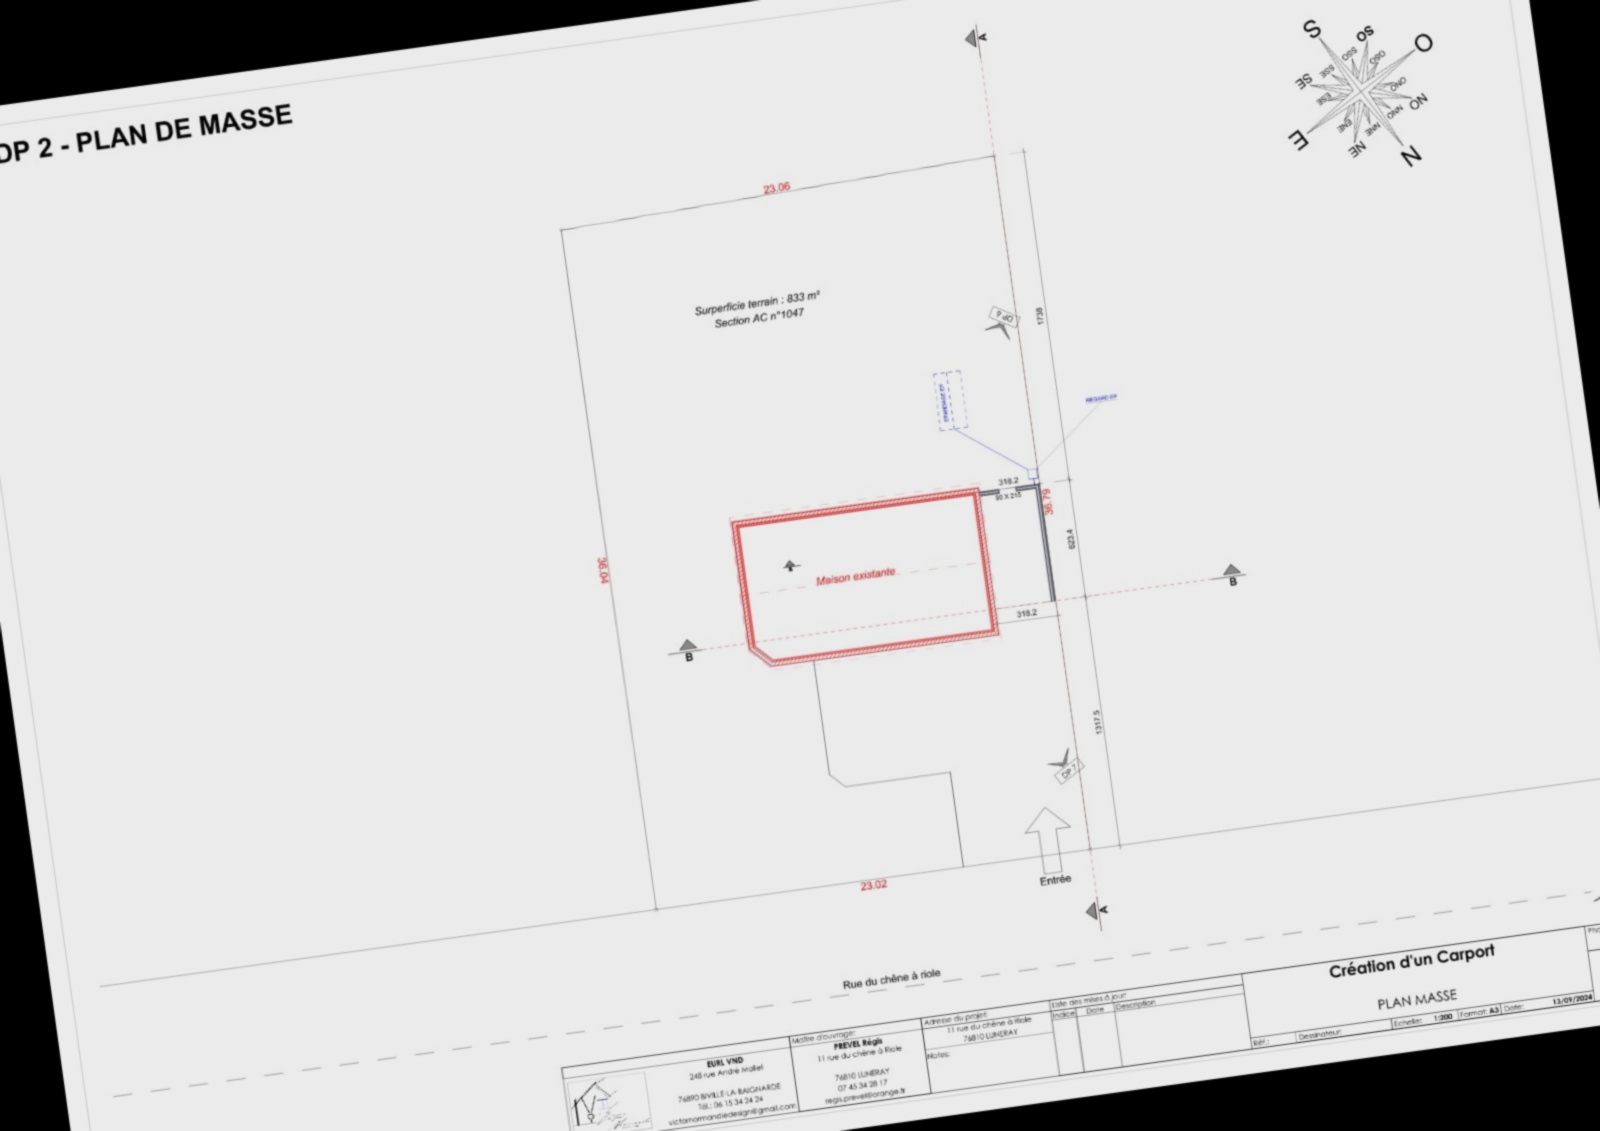 DP 2 - PLAN DE MASSE
S
SO
O
SSO
OSO
SSE
SE
ESE
ONO
NO
NNO
NNE
ENE
E
NE
N
A
23.06
Surperficie terrain : 833 m²
Section AC n°1047
DP 6
1738
EPANDAGE EP
REGARD EP
318.2
90 X 215
36.79
623.4
36.04
Maison existante
B
B
318.2
1317.5
DP 7
Entrée
23.02
A
Rue du chêne à riole
EURL VND
248 rue André Mallet
76890 BIVILLE-LA-BAIGNARDE
Tél.: 06 15 34 24 24
victornormandiedesign@gmail.com
Maître d'ouvrage:
PREVEL Régis
11 rue du chêne à Riole
76810 LUNERAY
07 45 34 28 17
regis.prevel@orange.fr
Adresse du projet:
11 rue du chêne à Riole
76810 LUNERAY
Notes:
Liste des mises à jour:
Indice Date Description
Création d'un Carport
PLAN MASSE
Réf.: Dessinateur: Echelle: 1:200 Format: A3 Date: 13/09/2024